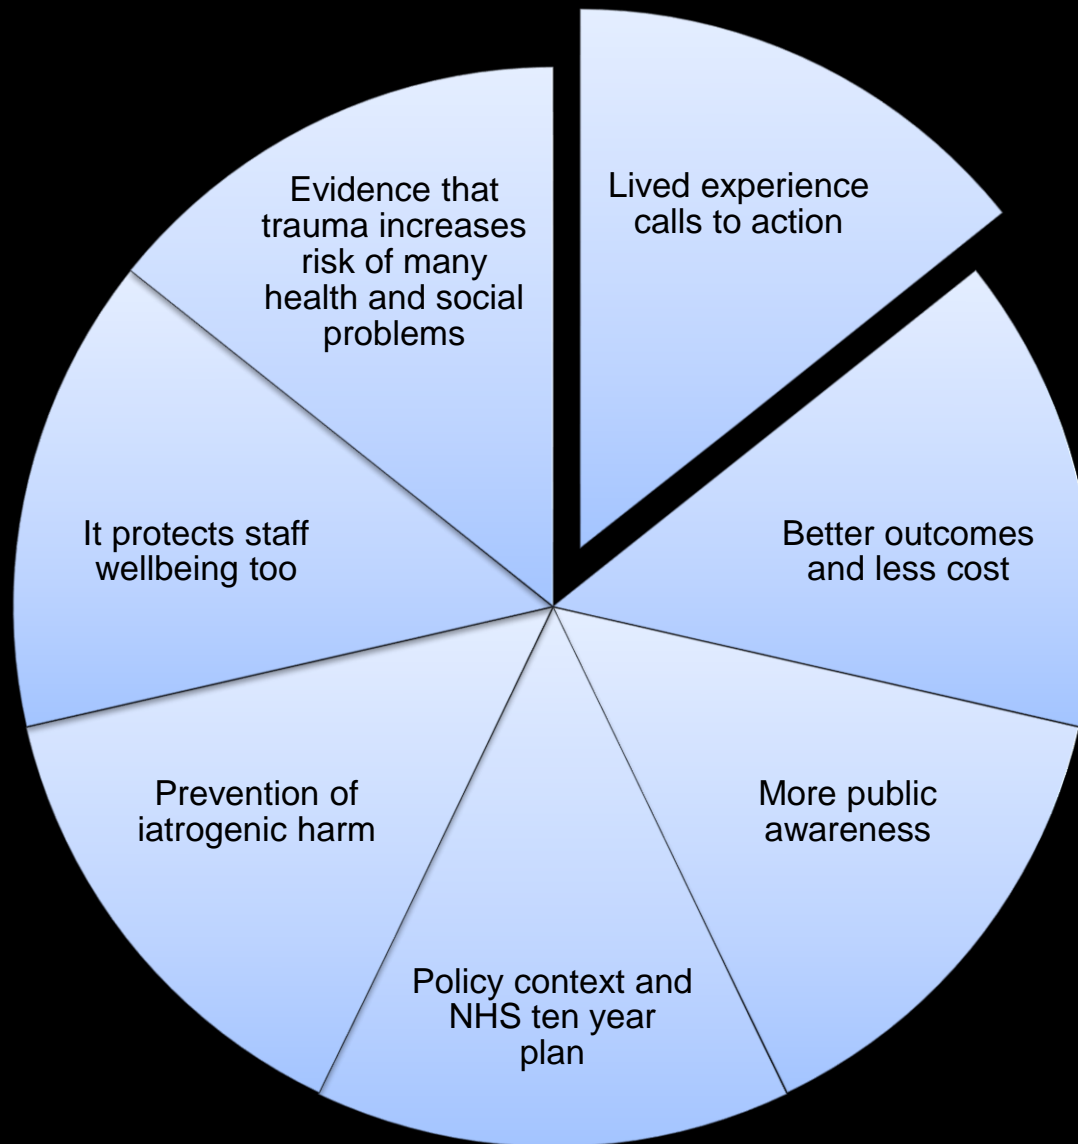 Lived experience
calls to action
Better outcomes
and less cost
More public
awareness
Policy context and
NHS ten year
plan
Prevention of
iatrogenic harm
It protects staff
wellbeing too
Evidence that
trauma increases
risk of many
health and social
problems